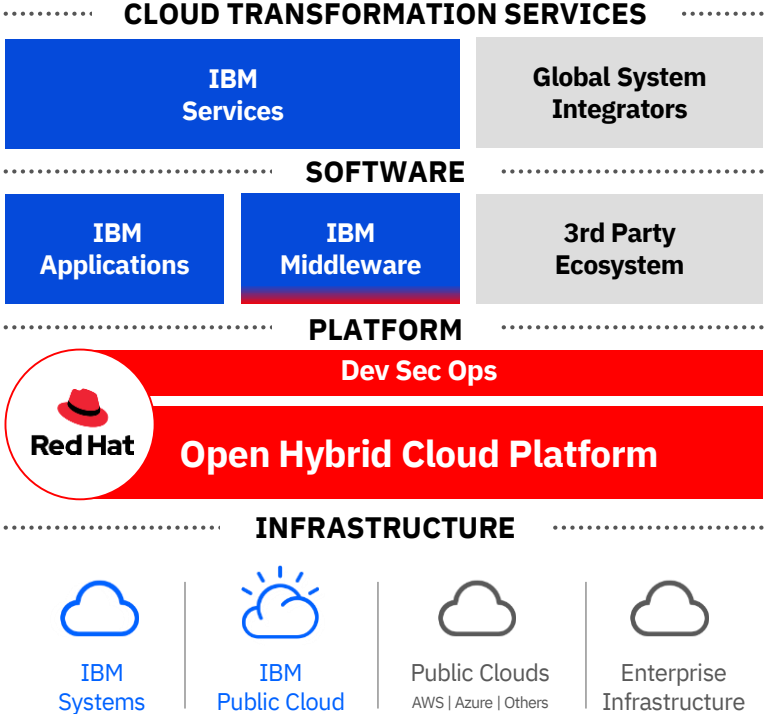 CLOUD TRANSFORMATION SERVICES
IBM
Services
Global System
Integrators
SOFTWARE
IBM
Applications
IBM
Middleware
3rd Party
Ecosystem
PLATFORM
Dev Sec Ops
Red Hat
Open Hybrid Cloud Platform
INFRASTRUCTURE
IBM
Systems
IBM
Public Cloud
Public Clouds
AWS | Azure | Others
Enterprise
Infrastructure